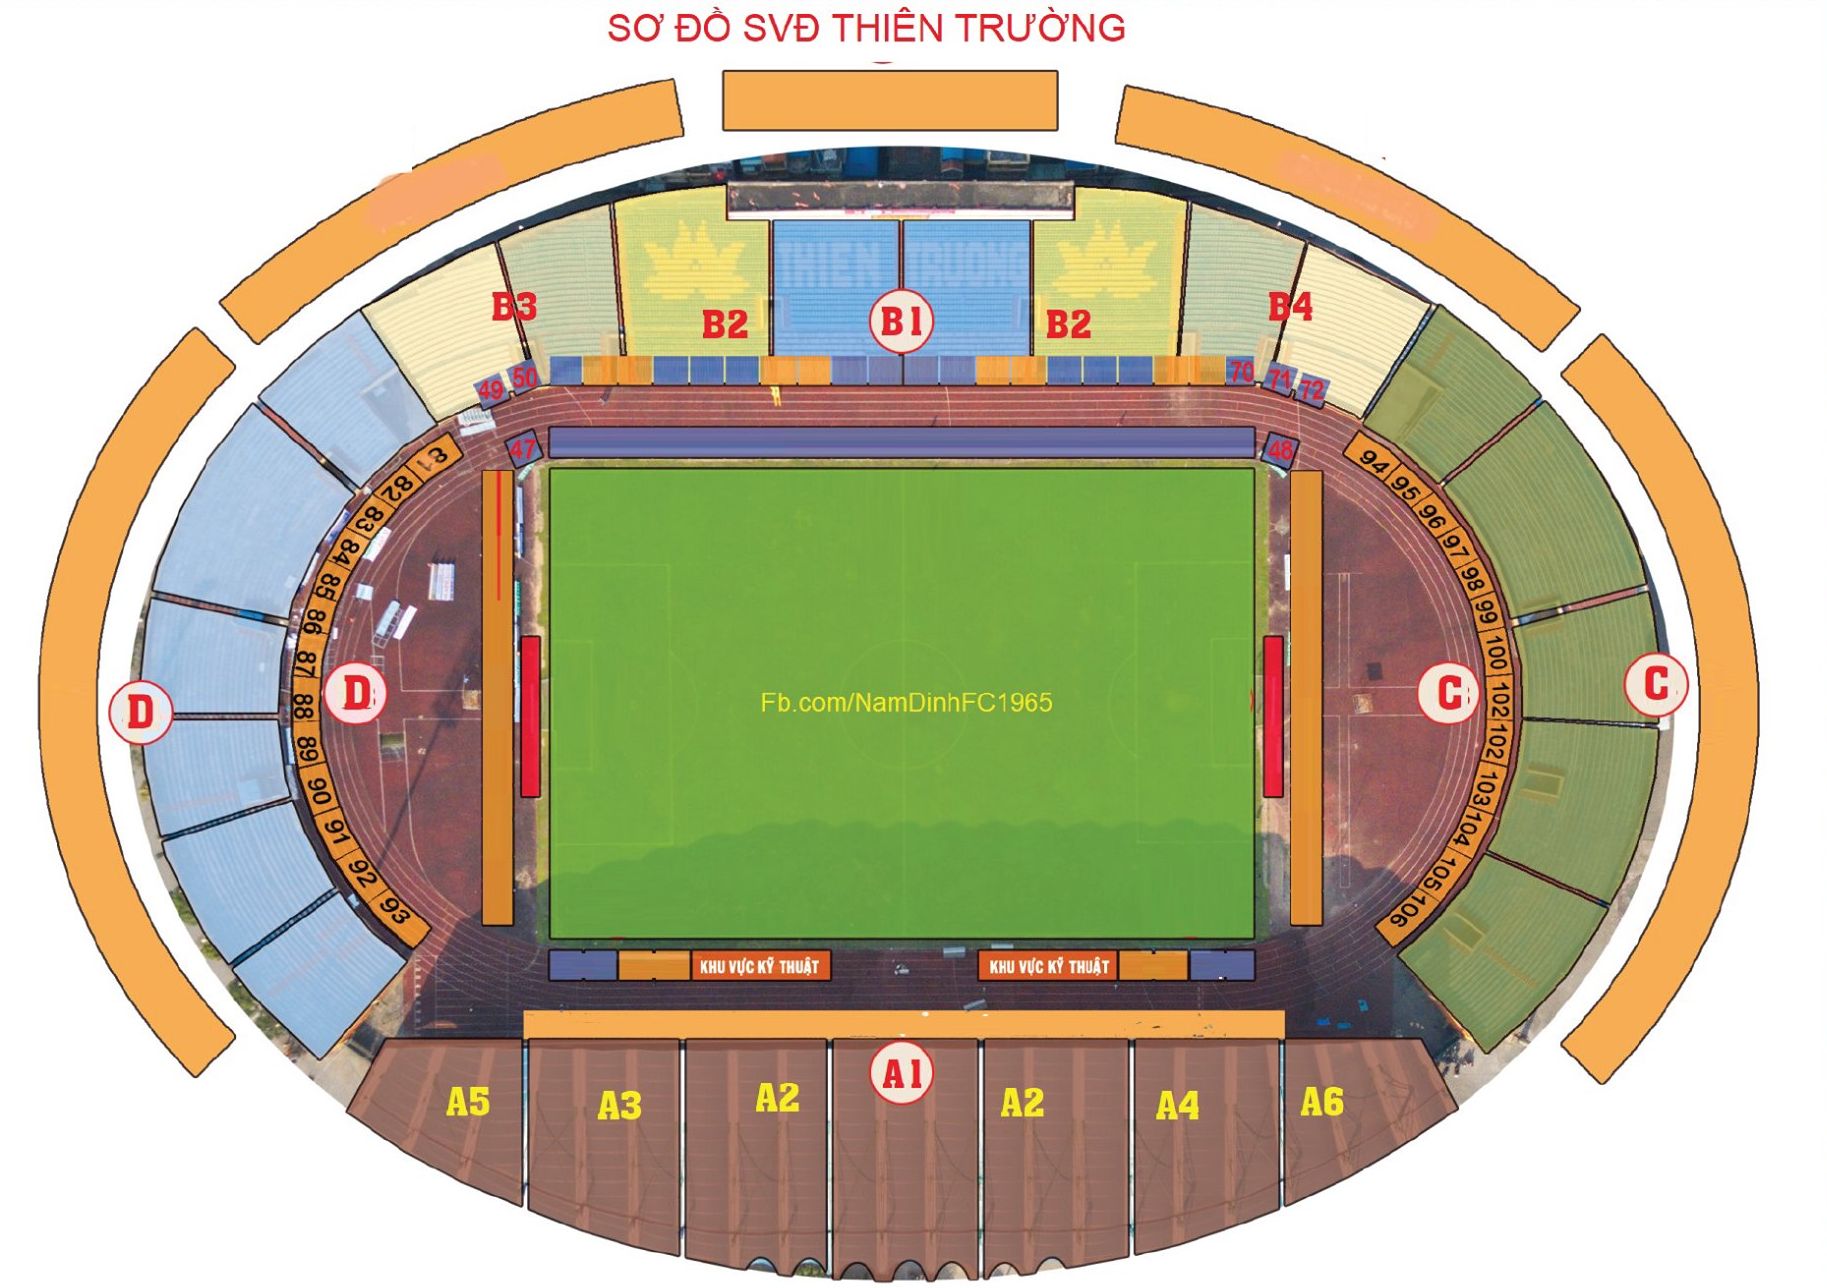 SƠ ĐỒ SVĐ THIÊN TRƯỜNG
THIEN TRUONG
B3
B2
B1
B2
B4
49
50
70
71
72
47
48
81
82
83
84
85
86
87
88
89
90
91
92
93
94
95
96
97
98
99
100
102
102
103
104
105
106
D
D
C
C
Fb.com/NamDinhFC1965
KHU VỰC KỸ THUẬT
KHU VỰC KỸ THUẬT
A5
A3
A2
A1
A2
A4
A6